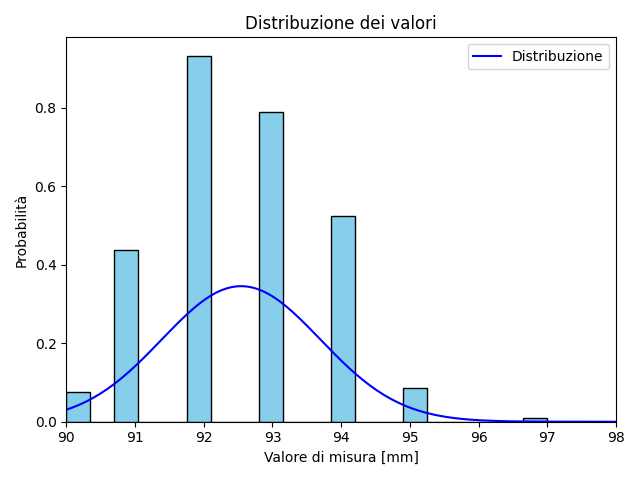 Distribuzione dei valori
Distribuzione
Probabilità
0.8
0.6
0.4
0.2
0.0
90 91 92 93 94 95 96 97 98
Valore di misura [mm]